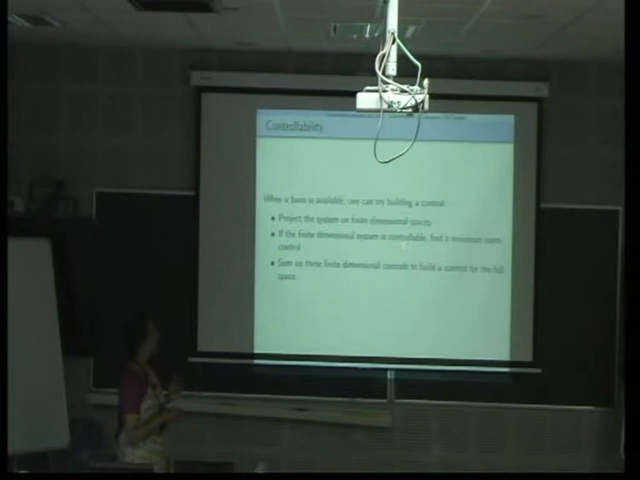 Controllability
When a basis is available, one can try building a control
• Project the system on finite dimensional spaces
• If the finite dimensional system is controllable, find a minimum norm
control
• Sum up these finite dimensional controls to build a control for the full
space.